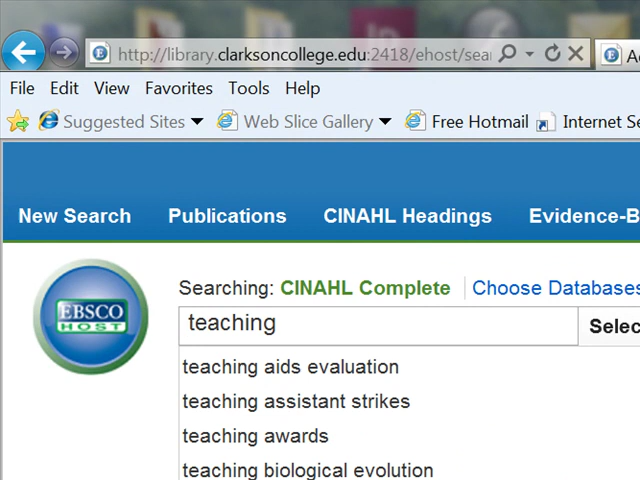 http://library.clarksoncollege.edu:2418/ehost/sear
File Edit View Favorites Tools Help
Suggested Sites Web Slice Gallery Free Hotmail Internet Se
New Search Publications CINAHL Headings Evidence-B
Searching: CINAHL Complete Choose Databases
EBSCO
HOST
teaching Selec
teaching aids evaluation
teaching assistant strikes
teaching awards
teaching biological evolution